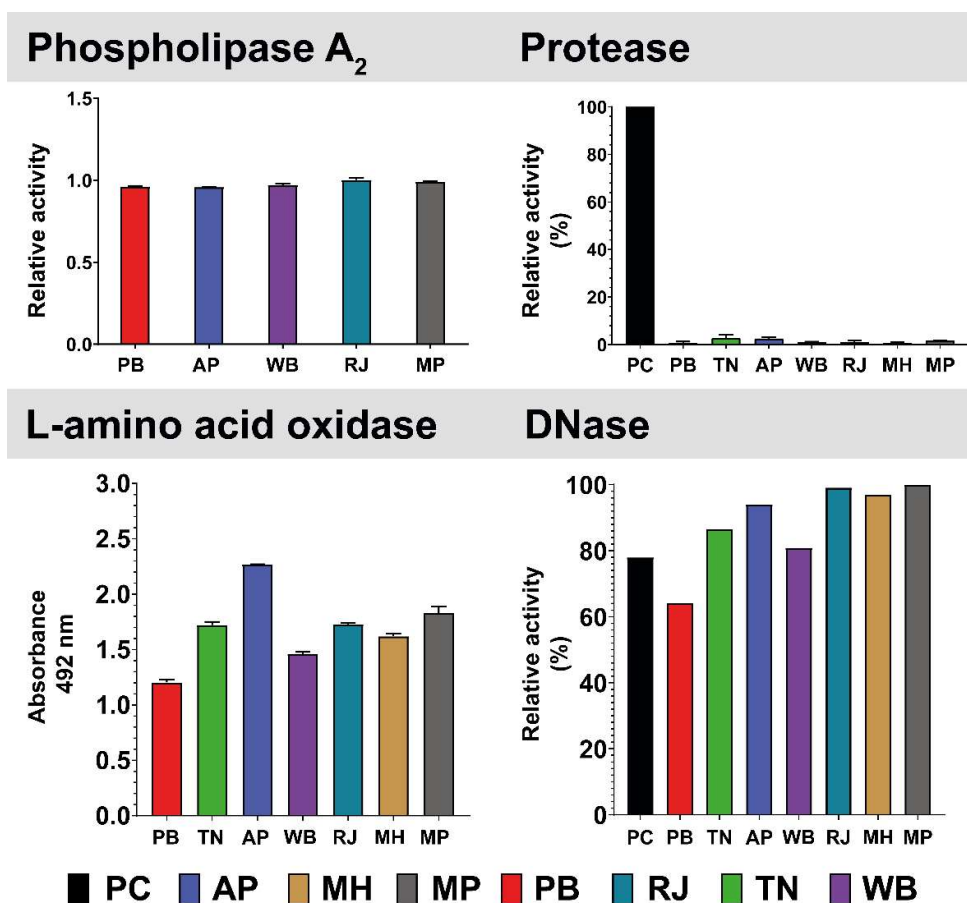 Phospholipase A₂
Relative activity
1.5
1.0
0.5
0.0
PB AP WB RJ MP
Protease
Relative activity
(%)
100
80
60
40
20
0
PC PB TN AP WB RJ MH MP
L-amino acid oxidase
Absorbance
492 nm
3.0
2.5
2.0
1.5
1.0
0.5
0.0
PB TN AP WB RJ MH MP
DNase
Relative activity
(%)
100
80
60
40
20
0
PC PB TN AP WB RJ MH MP
PC AP MH MP PB RJ TN WB